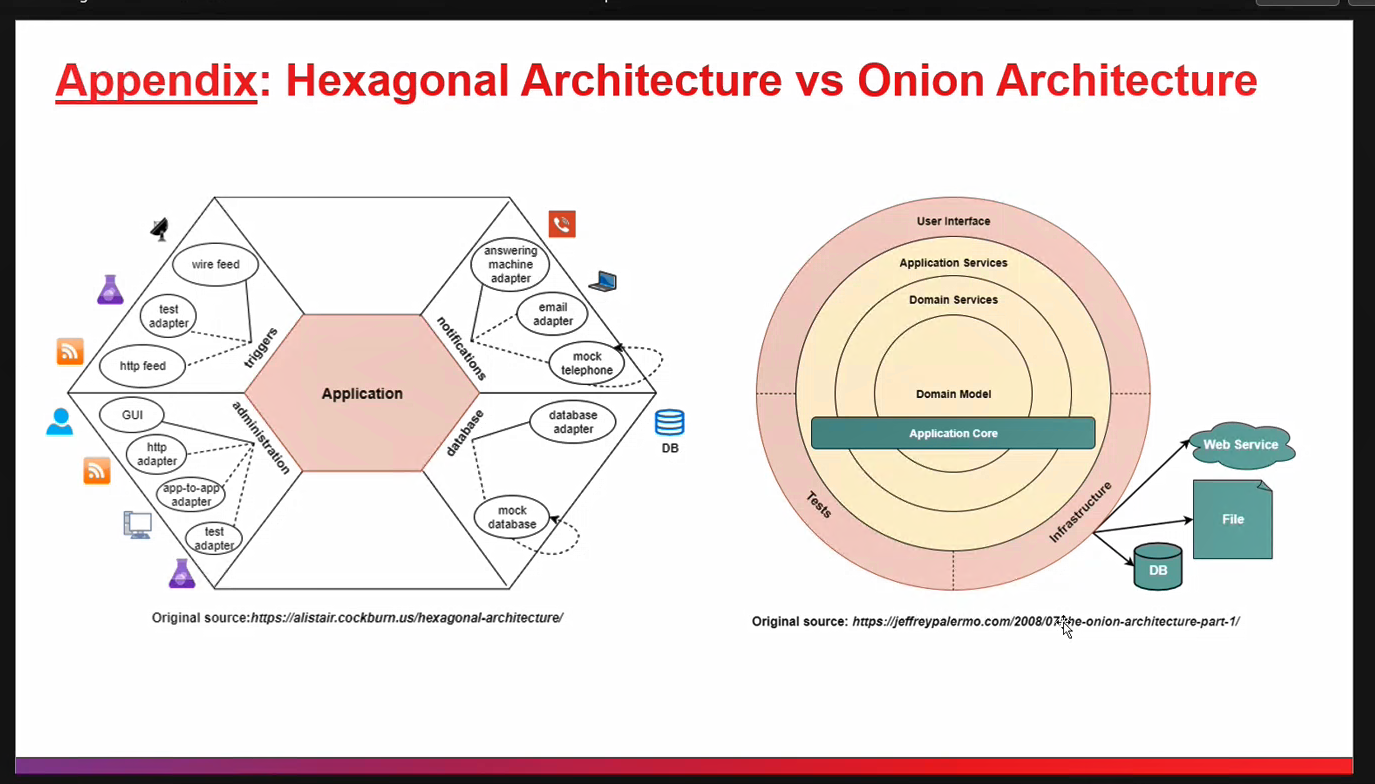 Appendix: Hexagonal Architecture vs Onion Architecture
wire feed
test
adapter
http feed
triggers
GUI
http
adapter
app-to-app
adapter
test
adapter
administration
Application
answering
machine
adapter
email
adapter
mock
telephone
notifications
database
adapter
mock
database
database
DB
Original source:https://alistair.cockburn.us/hexagonal-architecture/
User Interface
Application Services
Domain Services
Domain Model
Application Core
Tests
Infrastructure
Web Service
File
DB
Original source: https://jeffreypalermo.com/2008/07/the-onion-architecture-part-1/